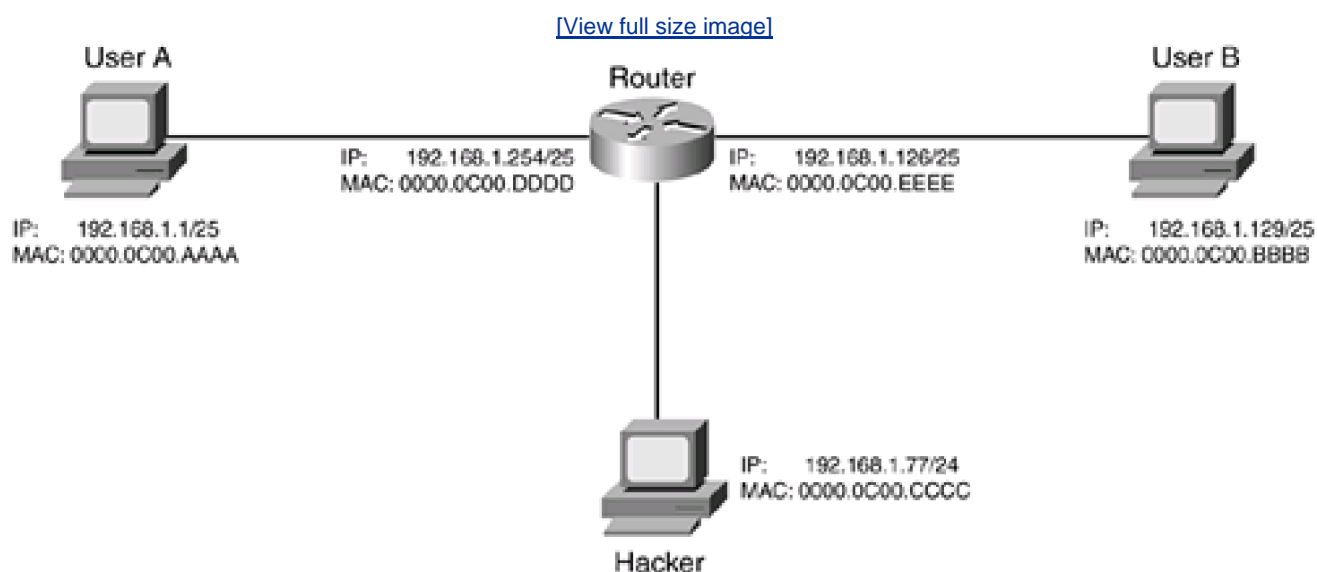 [View full size image]
User A
Router
User B
IP: 192.168.1.254/25
MAC: 0000.0C00.DDDD
IP: 192.168.1.126/25
MAC: 0000.0C00.EEEE
IP: 192.168.1.1/25
MAC: 0000.0C00.AAAA
IP: 192.168.1.129/25
MAC: 0000.0C00.BBBB
IP: 192.168.1.77/24
MAC: 0000.0C00.CCCC
Hacker